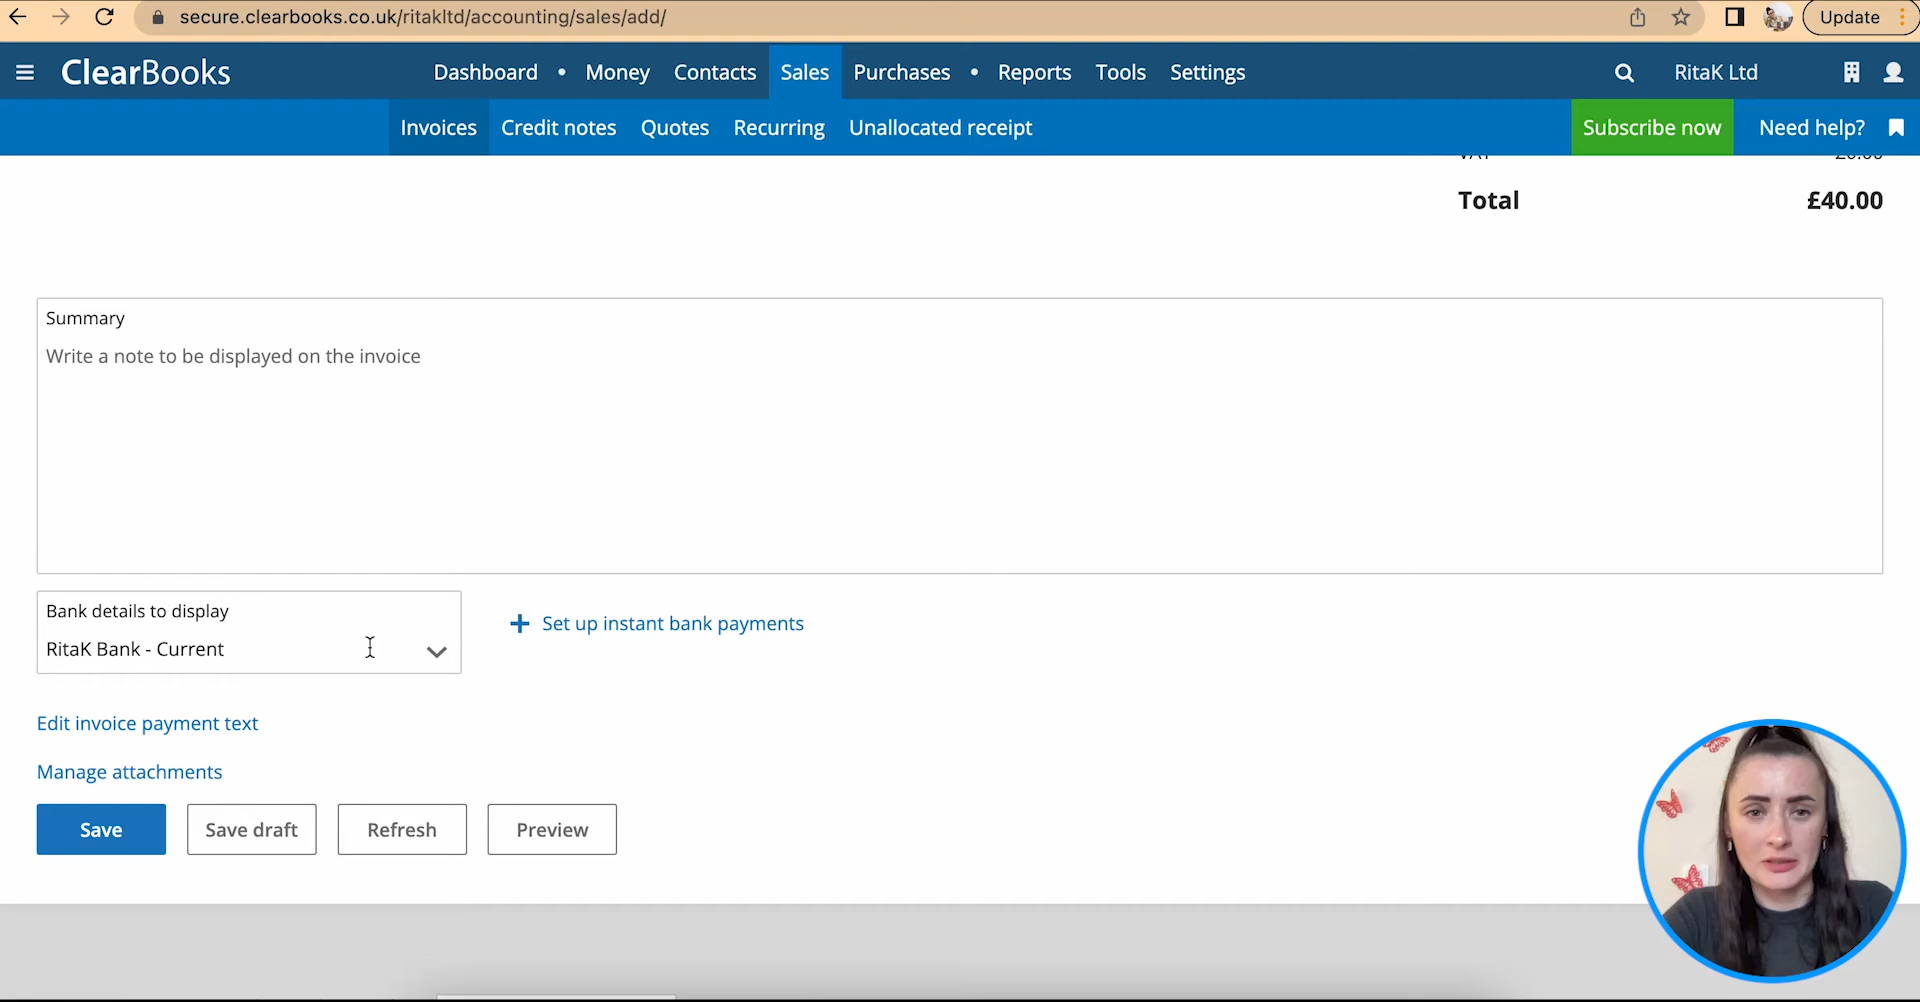 secure.clearbooks.co.uk/ritakltd/accounting/sales/add/
Update
ClearBooks
Dashboard • Money Contacts Sales Purchases • Reports Tools Settings
RitaK Ltd
Invoices Credit notes Quotes Recurring Unallocated receipt
Subscribe now
Need help?
Total £40.00
Summary
Write a note to be displayed on the invoice
Bank details to display
RitaK Bank - Current
Set up instant bank payments
Edit invoice payment text
Manage attachments
Save
Save draft
Refresh
Preview